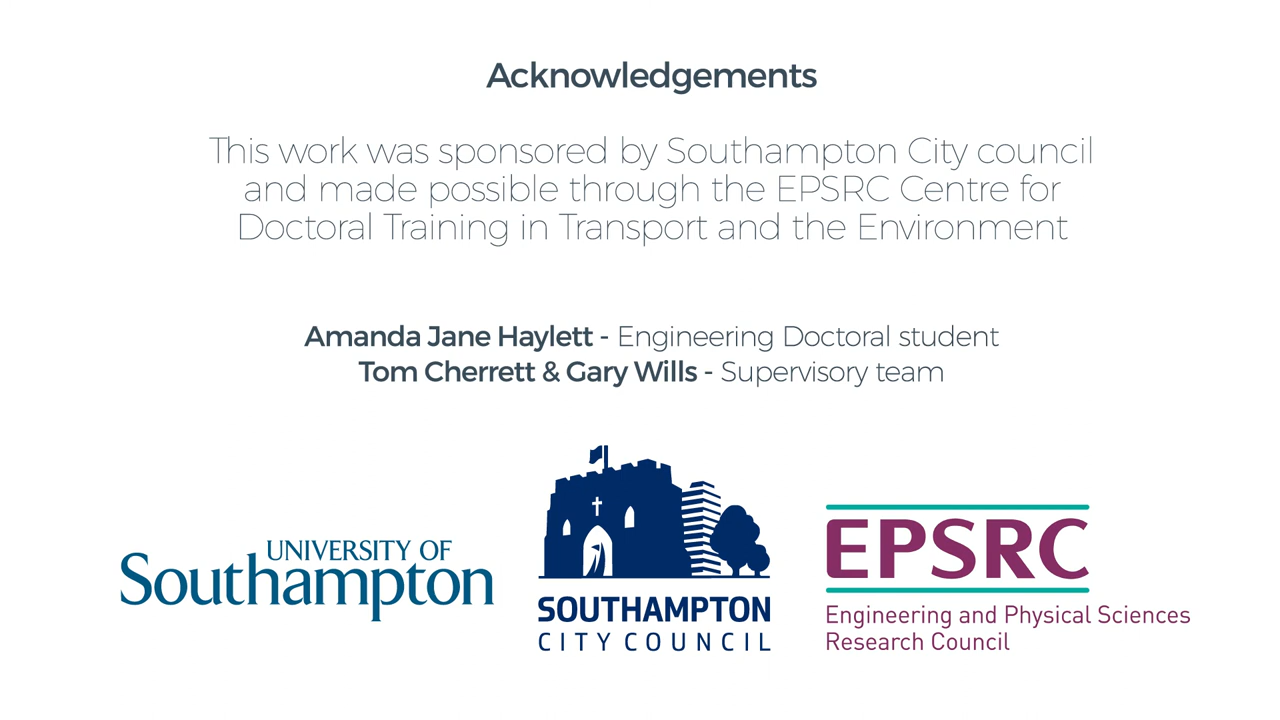 Acknowledgements
This work was sponsored by Southampton City council
and made possible through the EPSRC Centre for
Doctoral Training in Transport and the Environment
Amanda Jane Haylett - Engineering Doctoral student
Tom Cherrett & Gary Wills - Supervisory team
UNIVERSITY OF
Southampton
SOUTHAMPTON
CITY COUNCIL
EPSRC
Engineering and Physical Sciences
Research Council